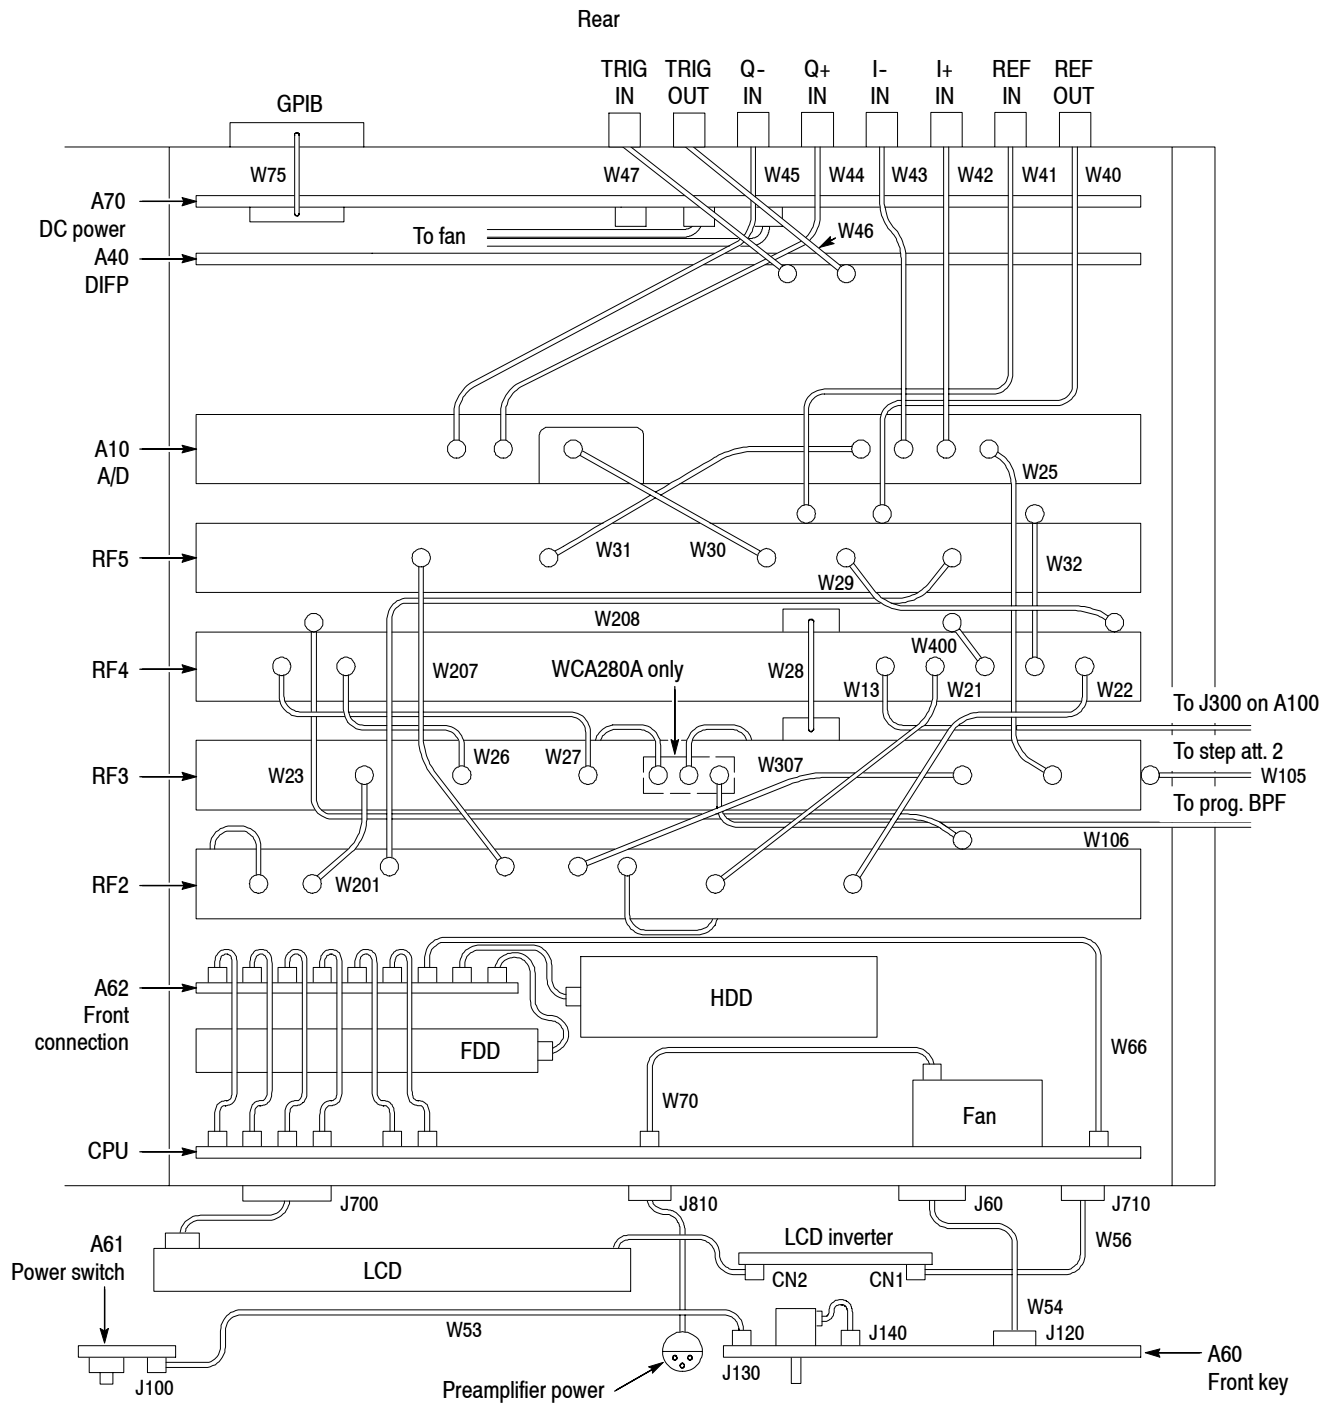 Rear
TRIG IN
TRIG OUT
Q- IN
Q+ IN
I- IN
I+ IN
REF IN
REF OUT
GPIB
W75
W47
W45
W44
W43
W42
W41
W40
A70
DC power
To fan
W46
A40
DIFP
A10
A/D
W25
RF5
W31
W30
W29
W32
W208
W400
RF4
W207
WCA280A only
W28
W13
W21
W22
To J300 on A100
To step att. 2
RF3
W23
W26
W27
W307
W105
To prog. BPF
W106
RF2
W201
A62
Front
connection
HDD
FDD
W66
W70
Fan
CPU
J700
J810
J60
J710
A61
Power switch
LCD
LCD inverter
CN2
CN1
W56
W54
W53
J140
J120
J100
Preamplifier power
J130
A60
Front key